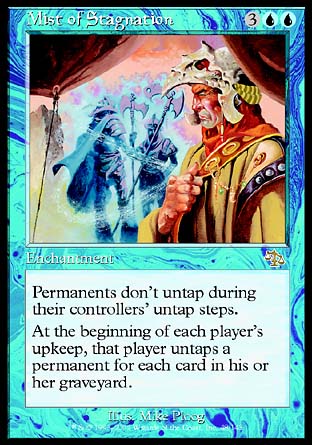 Mist of Stagnation
3
Enchantment
Permanents don't untap during
their controllers' untap steps.
At the beginning of each player's
upkeep, that player untaps a
permanent for each card in his or
her graveyard.
Illus. Mike Ploog